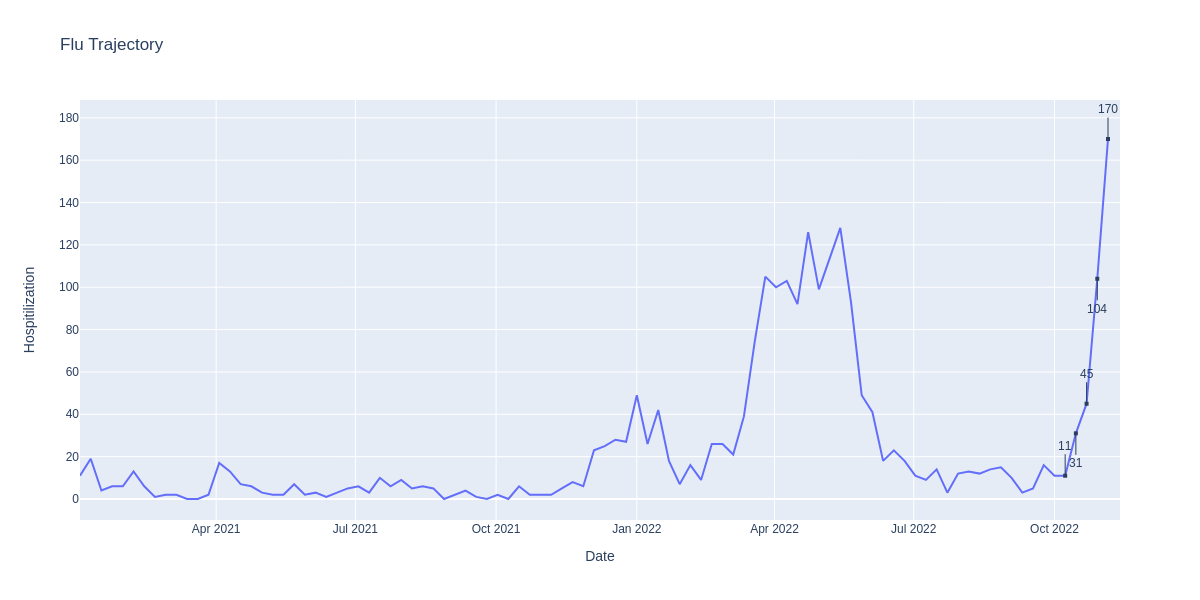 Flu Trajectory
180
160
140
120
100
80
60
40
20
0
Hospitilization
170
104
45
11
31
Apr 2021
Jul 2021
Oct 2021
Jan 2022
Apr 2022
Jul 2022
Oct 2022
Date